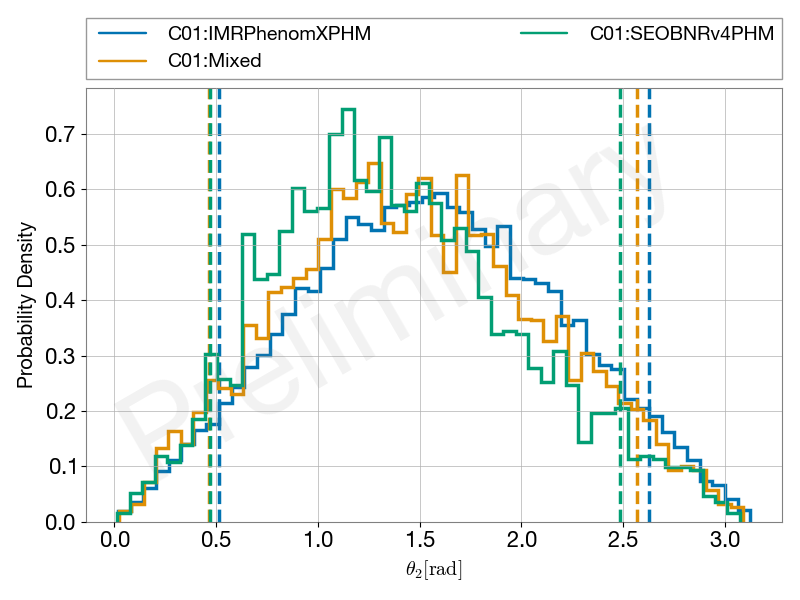 C01:IMRPhenomXPHM
C01:SEOBNRv4PHM
C01:Mixed
Preliminary
Probability Density
0.7
0.6
0.5
0.4
0.3
0.2
0.1
0.0
0.0 0.5 1.0 1.5 2.0 2.5 3.0
θ₂[rad]